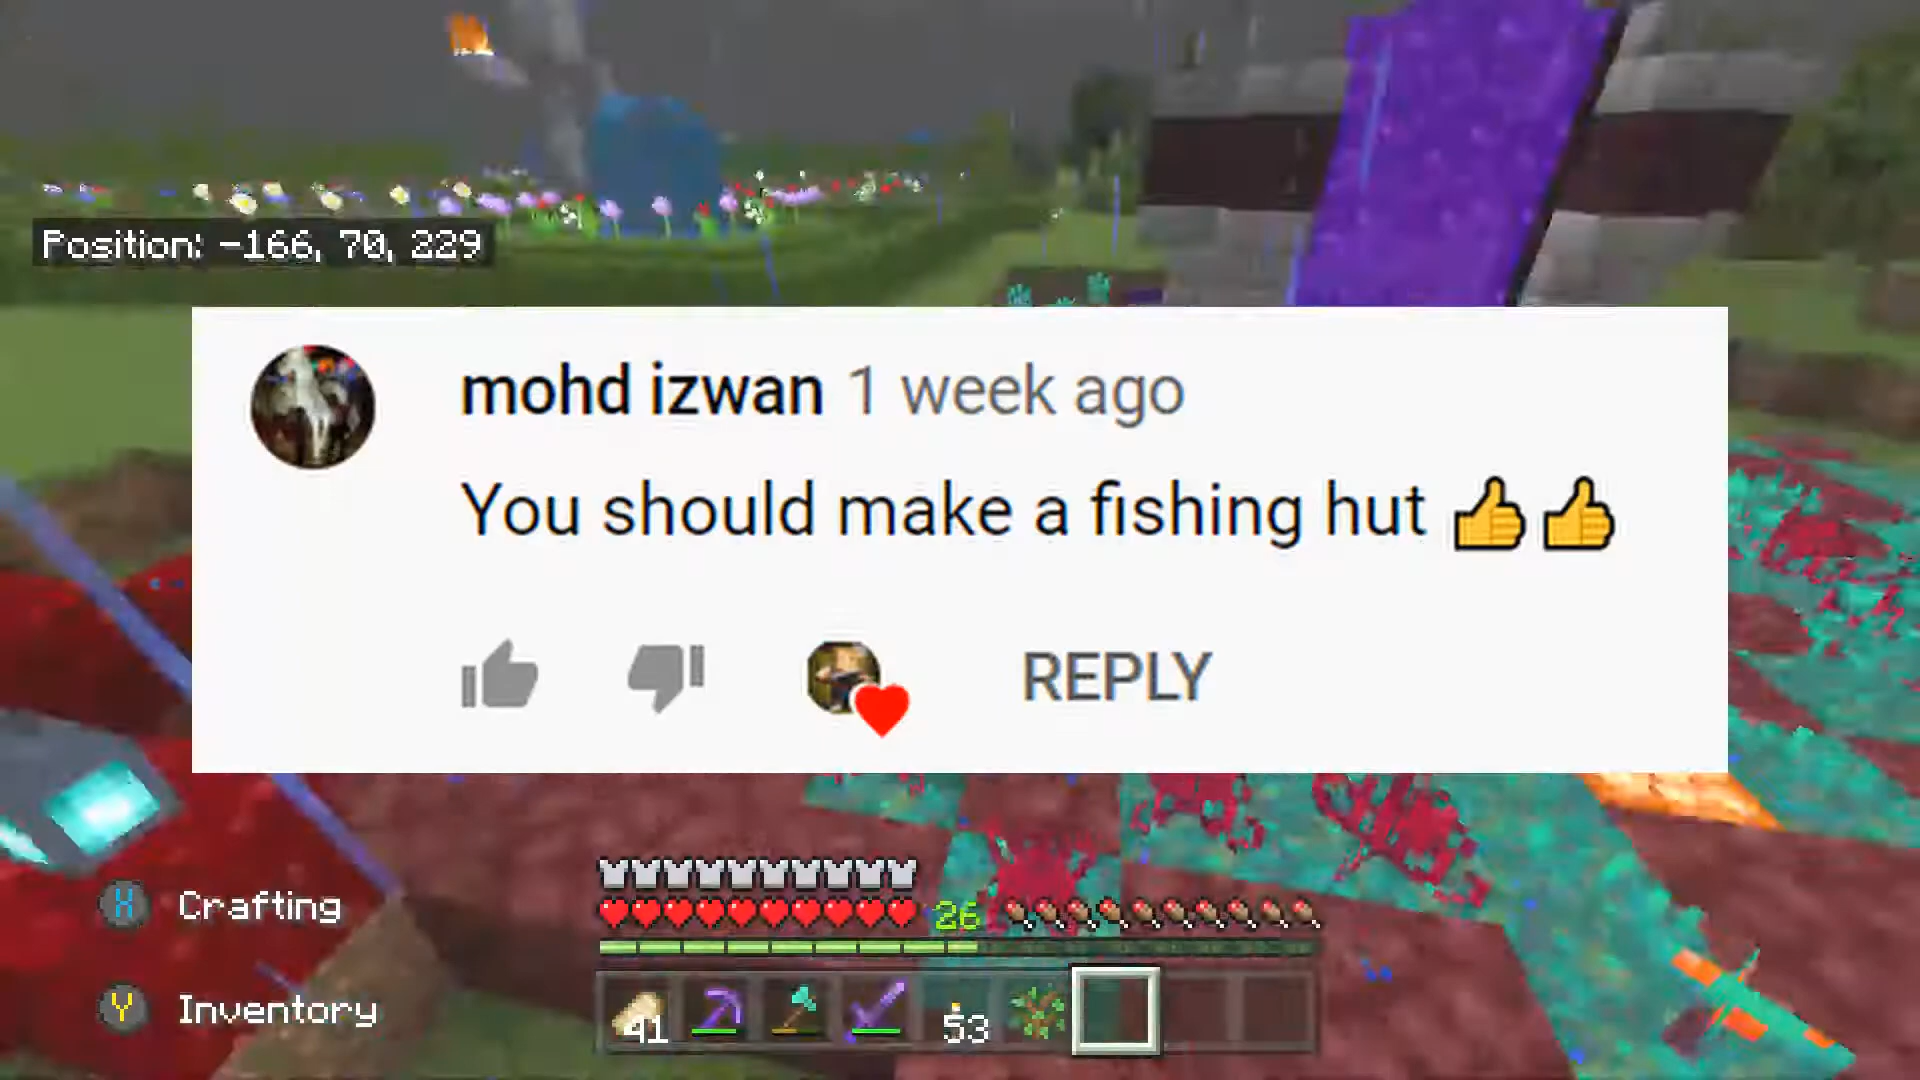 Position: -166, 70, 229
mohd izwan 1 week ago
You should make a fishing hut 👍👍
REPLY
X Crafting
26
Y Inventory
41
53